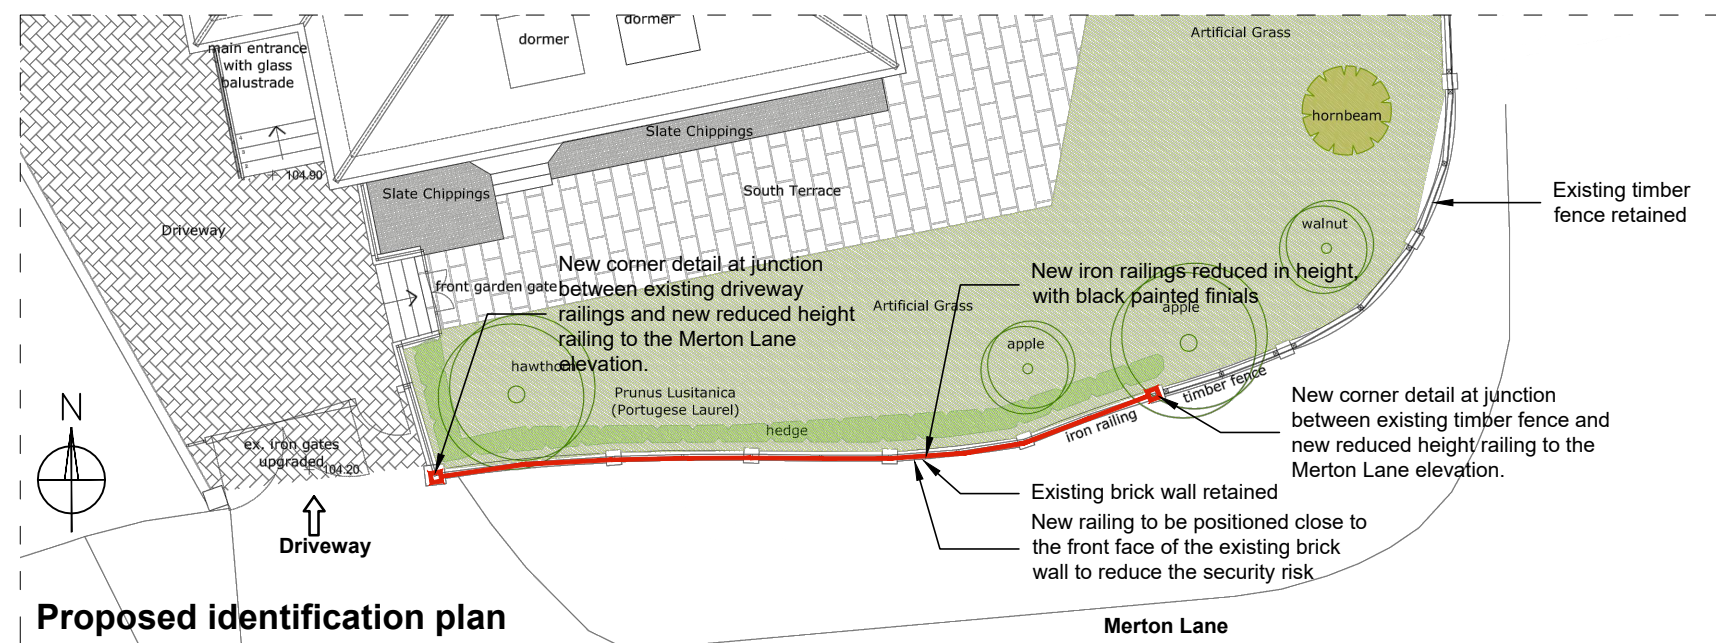 dormer
dormer
main entrance
with glass
balustrade
Artificial Grass
hornbeam
Slate Chippings
104.90
Slate Chippings
South Terrace
Existing timber
fence retained
Driveway
walnut
New corner detail at junction
between existing driveway
railings and new reduced height
railing to the Merton Lane
elevation.
front garden gate
New iron railings reduced in height,
with black painted finials
Artificial Grass
apple
apple
hawthorn
Prunus Lusitanica
(Portugese Laurel)
hedge
timber fence
iron railing
New corner detail at junction
between existing timber fence and
new reduced height railing to the
Merton Lane elevation.
N
ex. iron gates
upgraded
104.20
Existing brick wall retained
New railing to be positioned close to
the front face of the existing brick
wall to reduce the security risk
Driveway
Proposed identification plan
Merton Lane